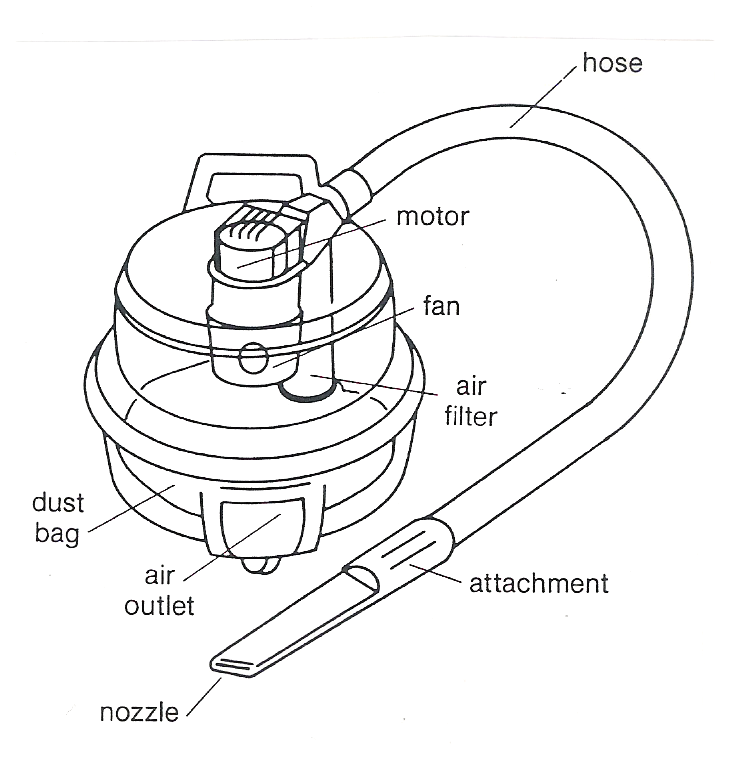 hose
motor
fan
air
filter
dust
bag
air
outlet
attachment
nozzle